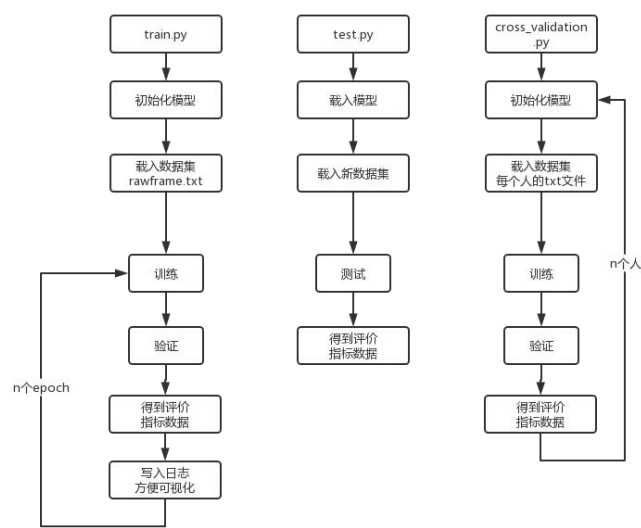 train.py
初始化模型
载入数据集
rawframe.txt
训练
验证
得到评价
指标数据
写入日志
方便可视化
n个epoch
test.py
载入模型
载入新数据集
测试
得到评价
指标数据
cross_validation
.py
初始化模型
载入数据集
每个人的txt文件
训练
验证
得到评价
指标数据
n个人